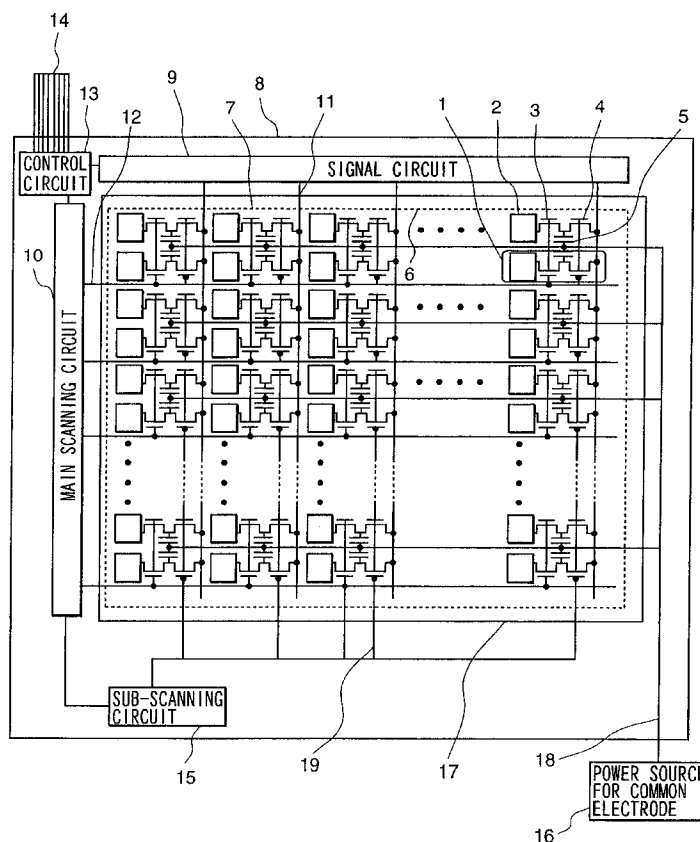 14
13
12
9
7
8
11
1
2
3
4
5
CONTROL
CIRCUIT
SIGNAL CIRCUIT
10
6
MAIN SCANNING CIRCUIT
SUB-SCANNING
CIRCUIT
15
19
17
18
POWER SOURCE
FOR COMMON
ELECTRODE
16